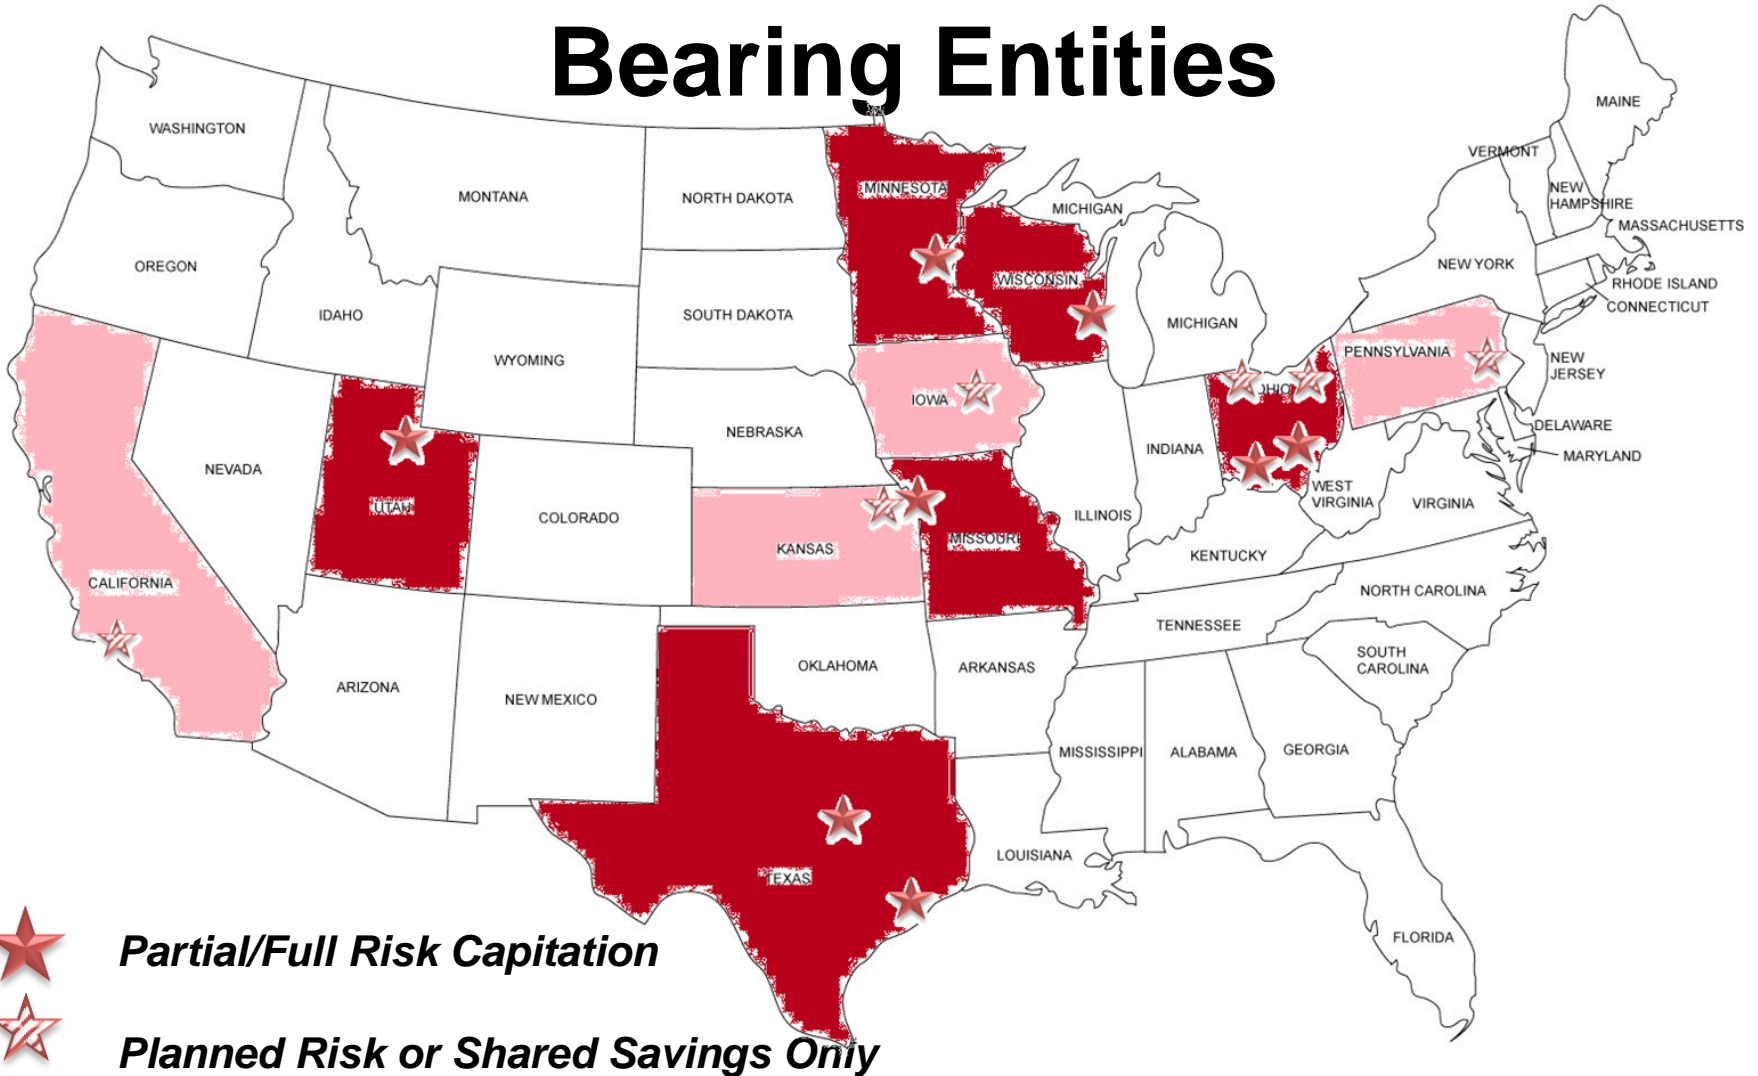 Bearing Entities
MAINE
WASHINGTON
VERMONT
MONTANA
NORTH DAKOTA
MINNESOTA
NEW
HAMPSHIRE
MICHIGAN
MASSACHUSETTS
OREGON
NEW YORK
WISCONSIN
RHODE ISLAND
CONNECTICUT
IDAHO
SOUTH DAKOTA
MICHIGAN
WYOMING
PENNSYLVANIA
NEW
JERSEY
IOWA
OHIO
NEBRASKA
DELAWARE
INDIANA
MARYLAND
NEVADA
WEST
VIRGINIA
VIRGINIA
UTAH
COLORADO
ILLINOIS
MISSOURI
KANSAS
KENTUCKY
CALIFORNIA
NORTH CAROLINA
TENNESSEE
SOUTH
CAROLINA
OKLAHOMA
ARKANSAS
ARIZONA
NEW MEXICO
MISSISSIPPI
ALABAMA
GEORGIA
LOUISIANA
TEXAS
FLORIDA
Partial/Full Risk Capitation
Planned Risk or Shared Savings Only